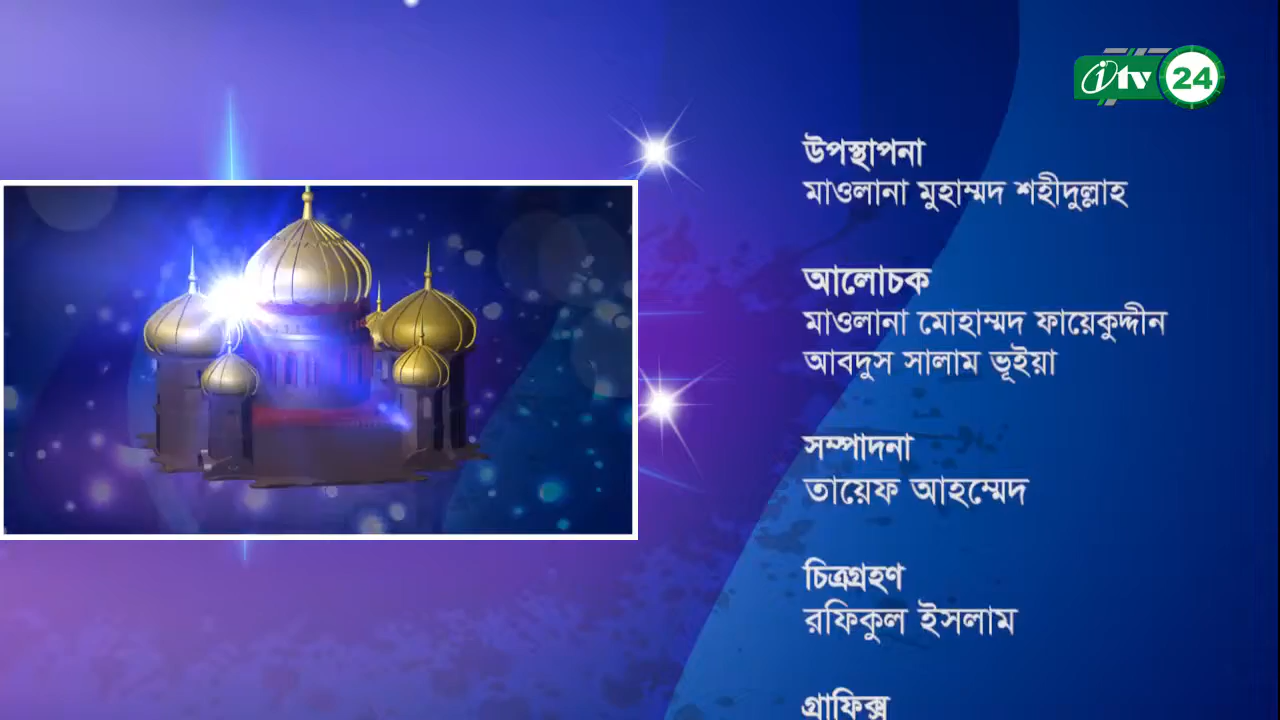 itv 24
উপস্থাপনা
মাওলানা মুহাম্মদ শহীদুল্লাহ
আলোচক
মাওলানা মোহাম্মদ ফায়েকুদ্দীন
আবদুস সালাম ভূইয়া
সম্পাদনা
তায়েফ আহম্মেদ
চিত্রগ্রহণ
রফিকুল ইসলাম
গ্রাফিক্স